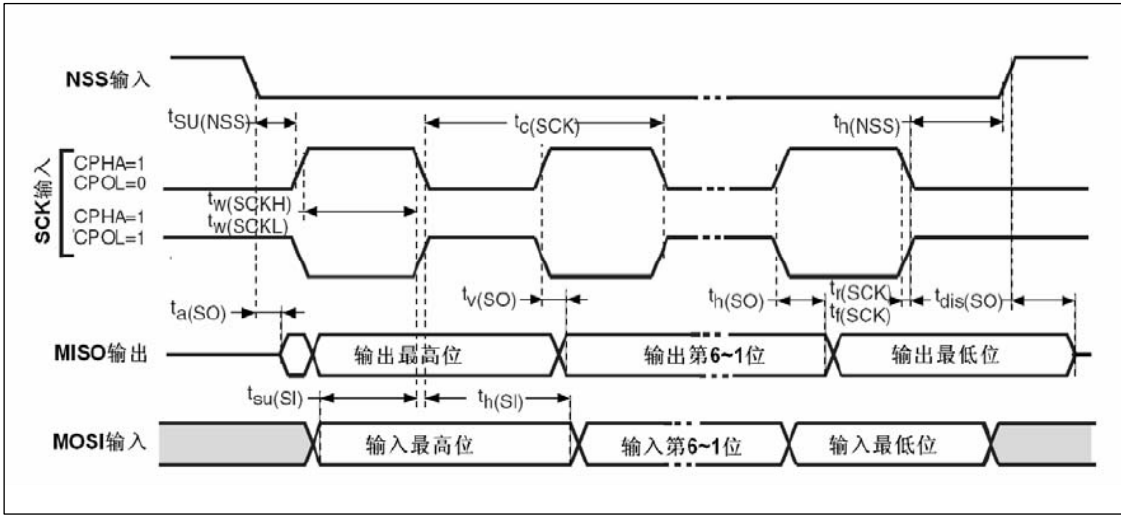 NSS输入
tSU(NSS)
tc(SCK)
th(NSS)
SCK输入
CPHA=1
CPOL=0
tw(SCKH)
tw(SCKL)
CPHA=1
CPOL=1
ta(SO)
tv(SO)
th(SO)
tr(SCK)
tf(SCK)
tdis(SO)
MISO输出
输出最高位
输出第6~1位
输出最低位
tsu(SI)
th(SI)
MOSI输入
输入最高位
输入第6~1位
输入最低位